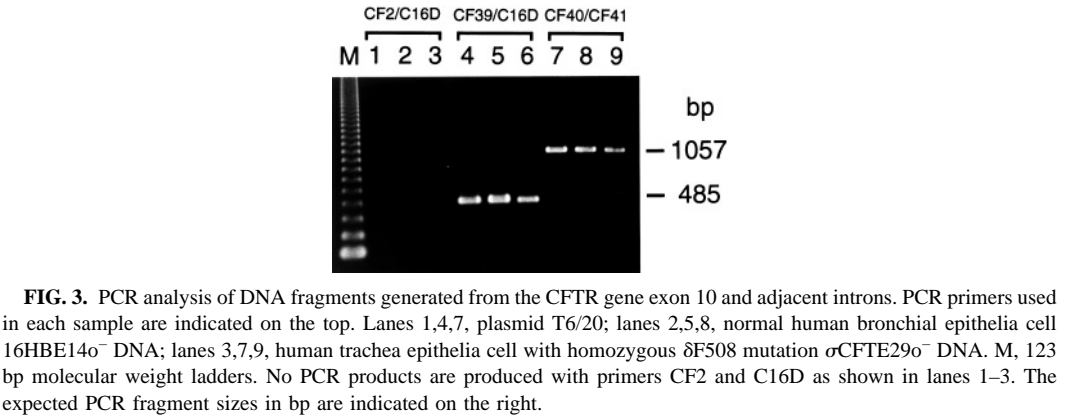 CF2/C16D CF39/C16D CF40/CF41
M 1 2 3 4 5 6 7 8 9
bp
1057
485
FIG. 3. PCR analysis of DNA fragments generated from the CFTR gene exon 10 and adjacent introns. PCR primers used
in each sample are indicated on the top. Lanes 1,4,7, plasmid T6/20; lanes 2,5,8, normal human bronchial epithelia cell
16HBE14o⁻ DNA; lanes 3,7,9, human trachea epithelia cell with homozygous δF508 mutation σCFTE29o⁻ DNA. M, 123
bp molecular weight ladders. No PCR products are produced with primers CF2 and C16D as shown in lanes 1–3. The
expected PCR fragment sizes in bp are indicated on the right.